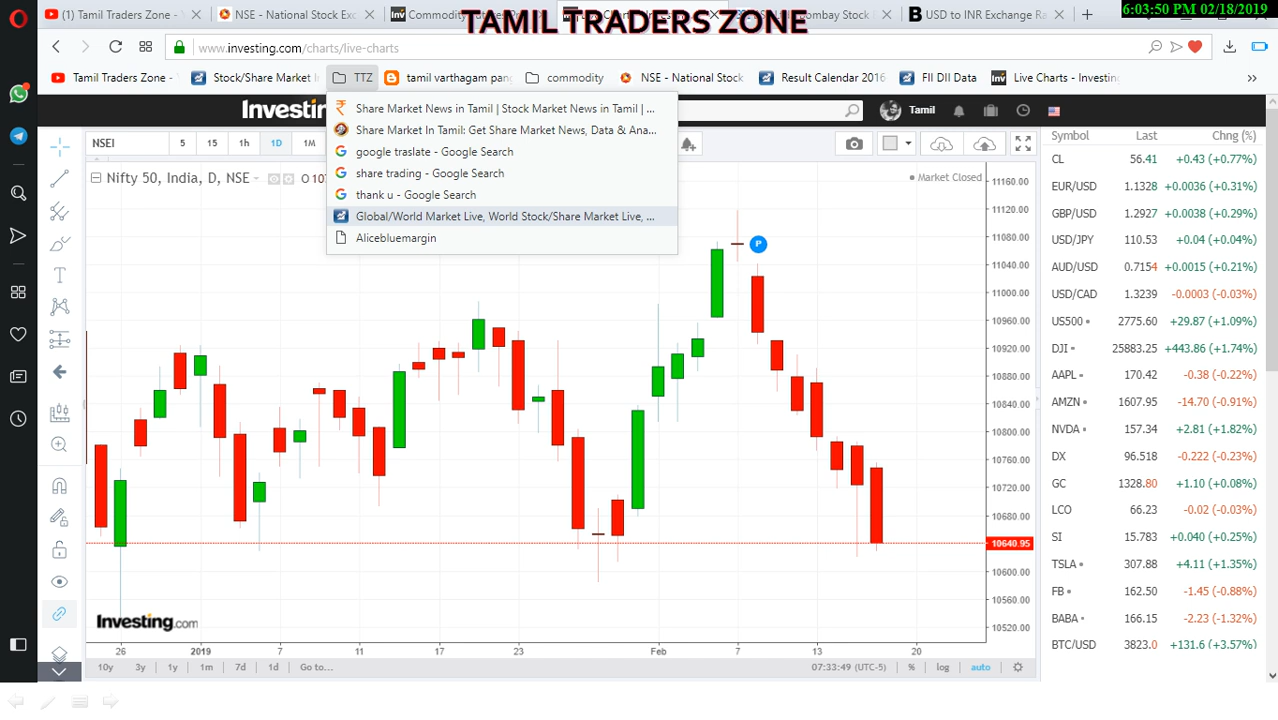 (1) Tamil Traders Zone -
NSE - National Stock Exc
TAMIL TRADERS ZONE
USD to INR Exchange Ra
6:03:50 PM 02/18/2019
www.investing.com/charts/live-charts
Tamil Traders Zone -
Stock/Share Market I
TTZ
tamil varthagam pang
commodity
NSE - National Stock
Result Calendar 2016
FII DII Data
Live Charts - Investin
Investing
Tamil
Share Market News in Tamil | Stock Market News in Tamil | ...
Share Market In Tamil: Get Share Market News, Data & Ana...
google traslate - Google Search
share trading - Google Search
thank u - Google Search
Global/World Market Live, World Stock/Share Market Live, ...
Alicebluemargin
NSEI 5 15 1h 1D 1M
Nifty 50, India, D, NSE
Market Closed
11160.00
11120.00
11080.00
P
11040.00
11000.00
10960.00
10920.00
10880.00
10840.00
10800.00
10760.00
10720.00
10680.00
10640.95
10600.00
10560.00
10520.00
Investing.com
26 2019 7 11 17 23 Feb 7 13 20
10y 3y 1y 1m 7d 1d Go to... 07:33:49 (UTC-5) % log auto
Symbol Last Chng (%)
CL 56.41 +0.43 (+0.77%)
EUR/USD 1.1328 +0.0036 (+0.31%)
GBP/USD 1.2927 +0.0038 (+0.29%)
USD/JPY 110.53 +0.04 (+0.04%)
AUD/USD 0.7154 +0.0015 (+0.21%)
USD/CAD 1.3239 -0.0003 (-0.03%)
US500 2775.60 +29.87 (+1.09%)
DJI 25883.25 +443.86 (+1.74%)
AAPL 170.42 -0.38 (-0.22%)
AMZN 1607.95 -14.70 (-0.91%)
NVDA 157.34 +2.81 (+1.82%)
DX 96.518 -0.222 (-0.23%)
GC 1328.80 +1.10 (+0.08%)
LCO 66.23 -0.02 (-0.03%)
SI 15.783 +0.040 (+0.25%)
TSLA 307.88 +4.11 (+1.35%)
FB 162.50 -1.45 (-0.88%)
BABA 166.15 -2.23 (-1.32%)
BTC/USD 3823.0 +131.6 (+3.57%)